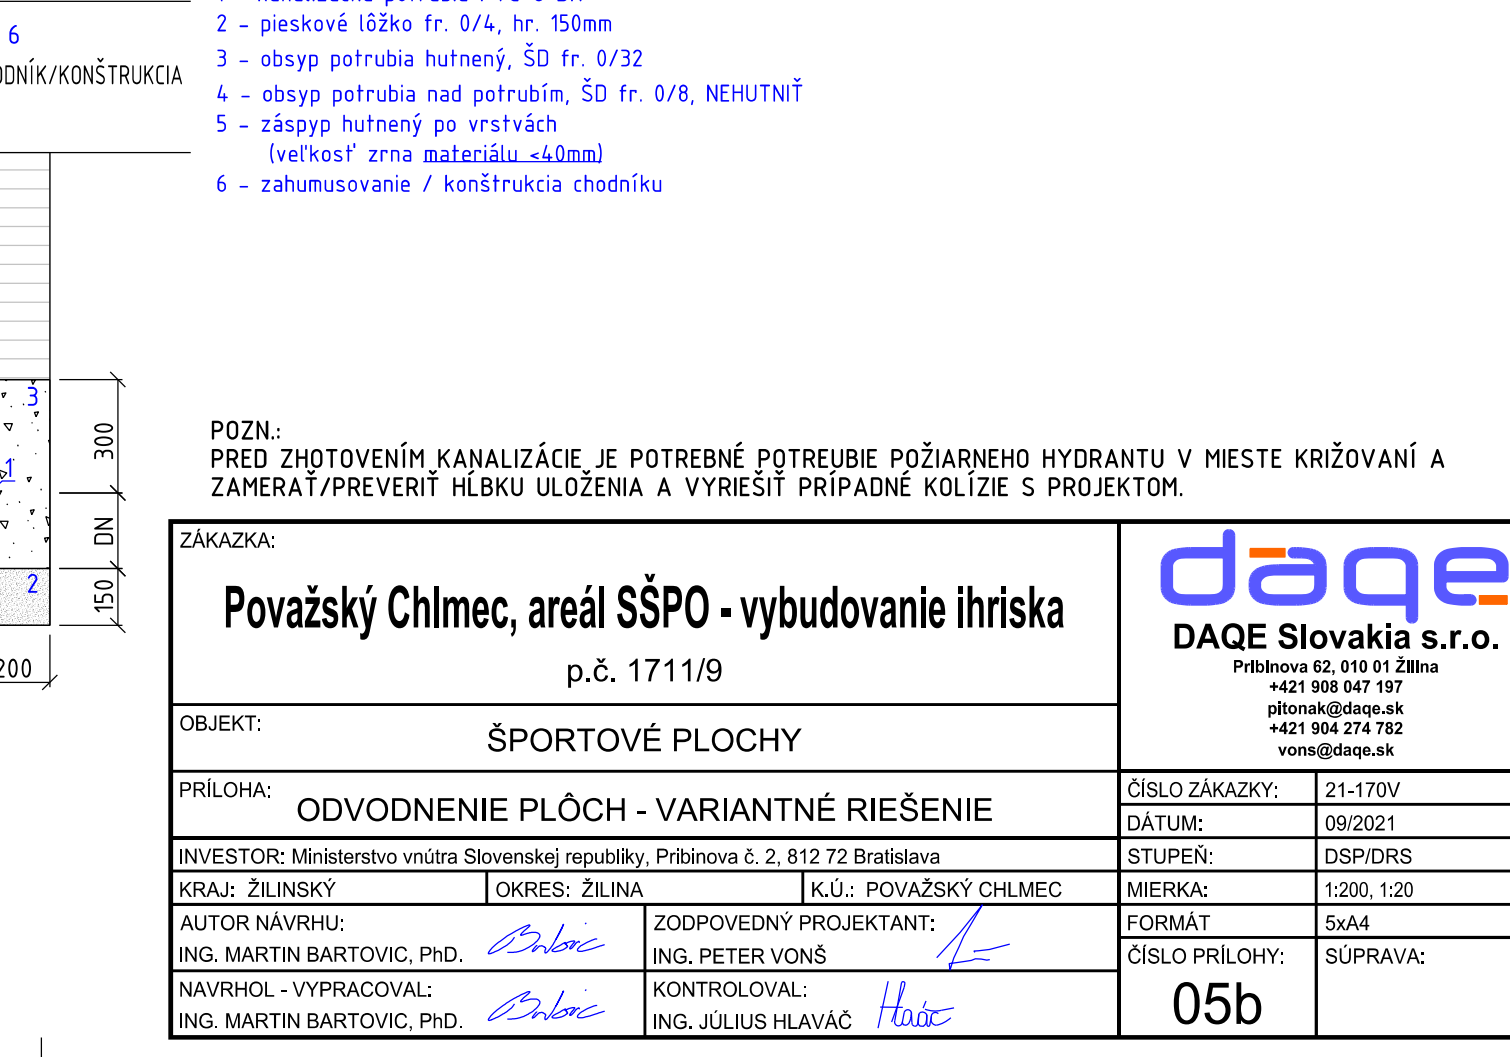 2 - pieskové lôžko fr. 0/4, hr. 150mm
6
3 - obsyp potrubia hutnený, ŠD fr. 0/32
ODNÍK/KONŠTRUKCIA
4 - obsyp potrubia nad potrubím, ŠD fr. 0/8, NEHUTNIŤ
5 - záspyp hutnený po vrstvách
(veľkosť zrna materiálu <40mm)
6 - zahumusovanie / konštrukcia chodníku
3
300
1
DN
2
150
200
POZN.:
PRED ZHOTOVENÍM KANALIZÁCIE JE POTREBNÉ POTREUBIE POŽIARNEHO HYDRANTU V MIESTE KRIŽOVANÍ A
ZAMERAŤ/PREVERIŤ HĹBKU ULOŽENIA A VYRIEŠIŤ PRÍPADNÉ KOLÍZIE S PROJEKTOM.
ZÁKAZKA:
Považský Chlmec, areál SŠPO - vybudovanie ihriska
p.č. 1711/9
daqe
DAQE Slovakia s.r.o.
Pribinova 62, 010 01 Žilina
+421 908 047 197
pitonak@daqe.sk
+421 904 274 782
vons@daqe.sk
OBJEKT:
ŠPORTOVÉ PLOCHY
PRÍLOHA:
ODVODNENIE PLÔCH - VARIANTNÉ RIEŠENIE
ČÍSLO ZÁKAZKY: 21-170V
DÁTUM: 09/2021
INVESTOR: Ministerstvo vnútra Slovenskej republiky, Pribinova č. 2, 812 72 Bratislava
STUPEŇ: DSP/DRS
KRAJ: ŽILINSKÝ OKRES: ŽILINA K.Ú.: POVAŽSKÝ CHLMEC
MIERKA: 1:200, 1:20
AUTOR NÁVRHU:
ING. MARTIN BARTOVIC, PhD.
ZODPOVEDNÝ PROJEKTANT:
ING. PETER VONŠ
FORMÁT 5xA4
NAVRHOL - VYPRACOVAL:
ING. MARTIN BARTOVIC, PhD.
KONTROLOVAL:
ING. JÚLIUS HLAVÁČ
ČÍSLO PRÍLOHY: SÚPRAVA:
05b